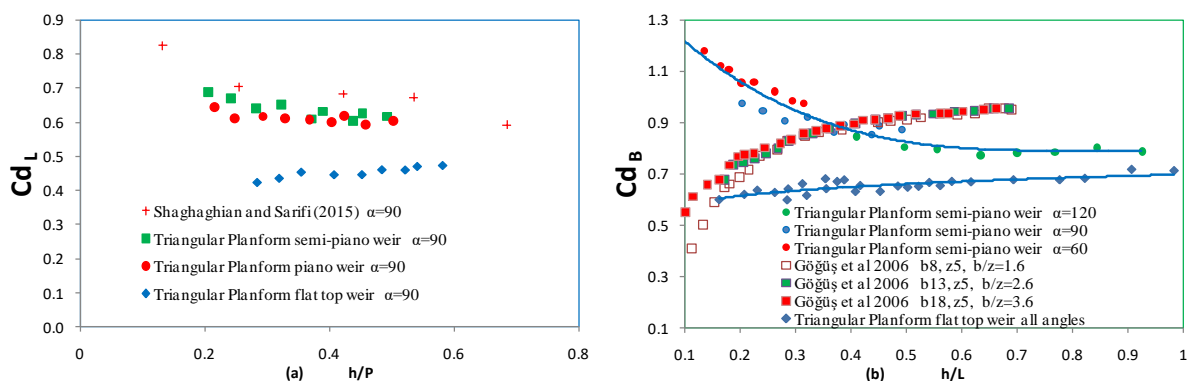 0.9
0.8
0.7
0.6
0.5
0.4
0.3
0.2
0.1
0.0
Cd L
+ Shaghaghian and Sarifi (2015) α=90
Triangular Planform semi-piano weir α=90
Triangular Planform piano weir α=90
Triangular Planform flat top weir α=90
0 0.2 0.4 0.6 0.8
(a) h/P
1.3
1.1
0.9
0.7
0.5
0.3
0.1
Cd B
Triangular Planform semi-piano weir α=120
Triangular Planform semi-piano weir α=90
Triangular Planform semi-piano weir α=60
Göğüş et al 2006 b8, z5, b/z=1.6
Göğüş et al 2006 b13, z5, b/z=2.6
Göğüş et al 2006 b18, z5, b/z=3.6
Triangular Planform flat top weir all angles
0.1 0.2 0.3 0.4 0.5 0.6 0.7 0.8 0.9 1
(b) h/L